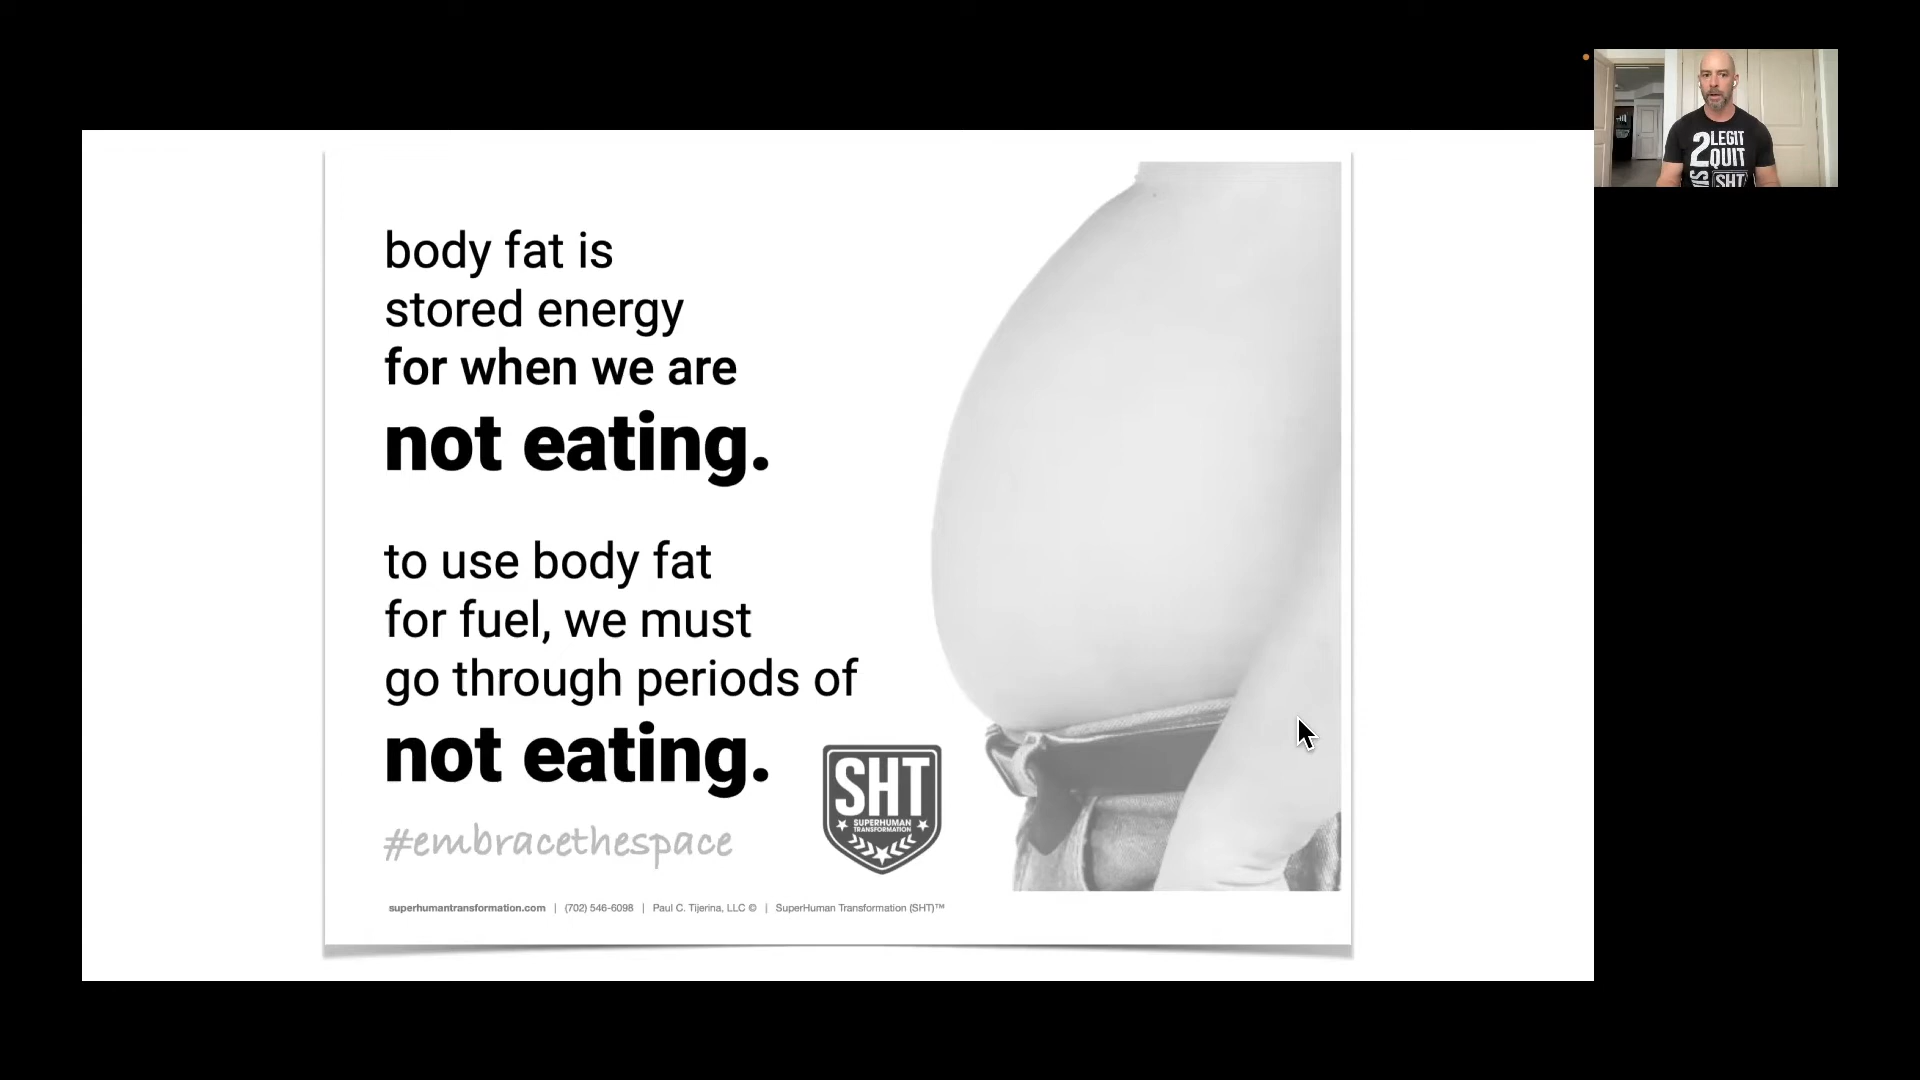 body fat is
stored energy
for when we are
not eating.
to use body fat
for fuel, we must
go through periods of
not eating.
#embracethespace
SHT
SUPERHUMAN
TRANSFORMATION
superhumantransformation.com | (702) 546-6098 | Paul C. Tijerina, LLC © | SuperHuman Transformation (SHT)™
2 LEGIT
QUIT
SHT